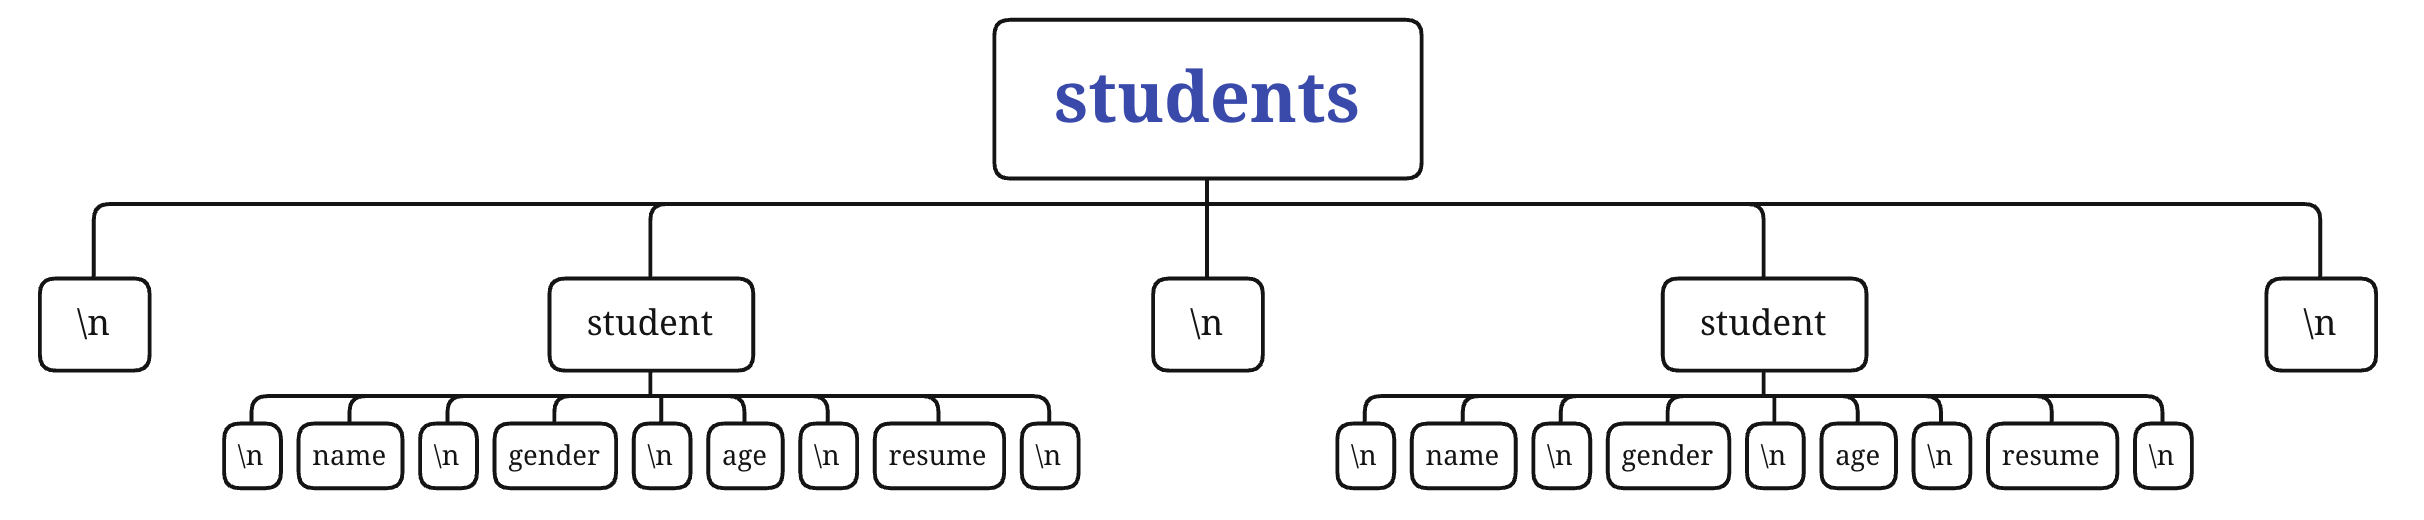 students
\n student \n student \n
\n name \n gender \n age \n resume \n \n name \n gender \n age \n resume \n